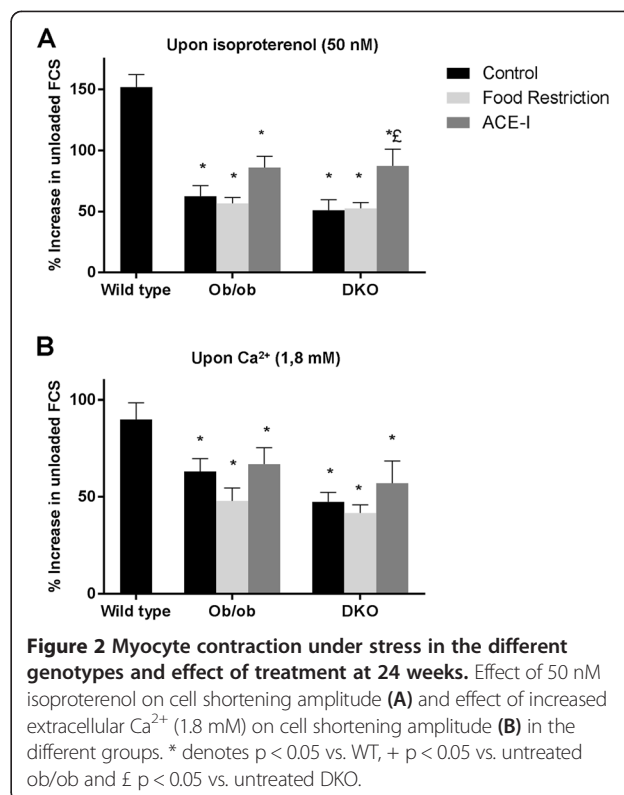 A
Upon isoproterenol (50 nM)
Control
Food Restriction
ACE-I
% Increase in unloaded FCS
150
100
50
0
*
*
*
*
*
*£
Wild type
Ob/ob
DKO
B
Upon Ca²⁺ (1,8 mM)
% Increase in unloaded FCS
100
50
0
*
*
*
*
*
*
Wild type
Ob/ob
DKO
Figure 2 Myocyte contraction under stress in the different
genotypes and effect of treatment at 24 weeks. Effect of 50 nM
isoproterenol on cell shortening amplitude (A) and effect of increased
extracellular Ca²⁺ (1.8 mM) on cell shortening amplitude (B) in the
different groups. * denotes p < 0.05 vs. WT, + p < 0.05 vs. untreated
ob/ob and £ p < 0.05 vs. untreated DKO.